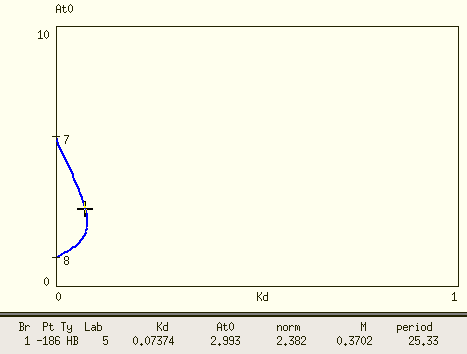 At0
10
7
8
0
0 Kd 1
Br Pt Ty Lab Kd At0 norm M period
1 -186 HB 5 0.07374 2.993 2.382 0.3702 25.33